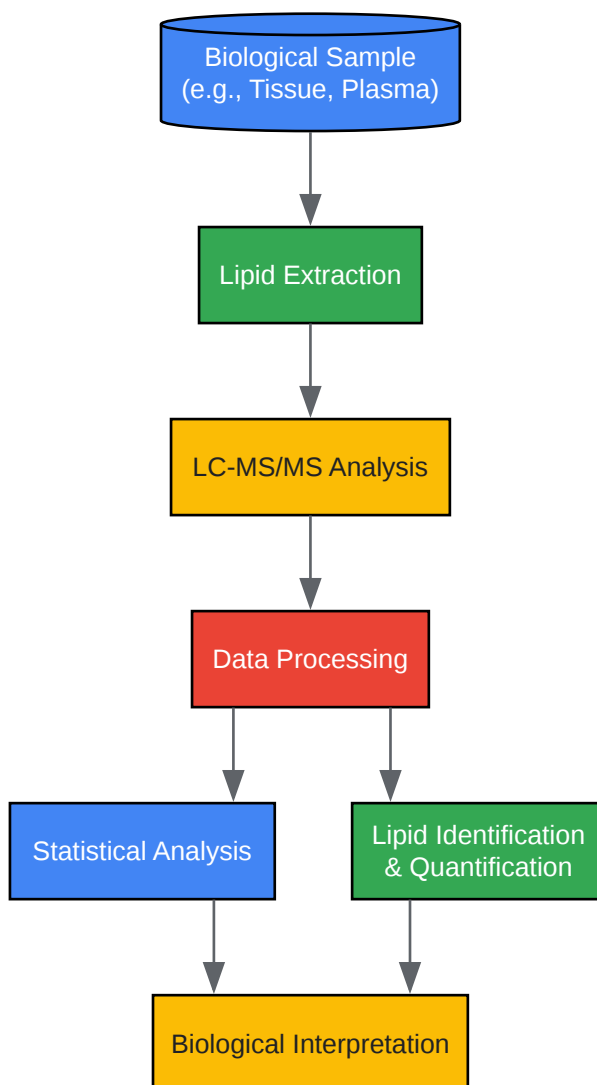 Biological Sample
(e.g., Tissue, Plasma)
Lipid Extraction
LC-MS/MS Analysis
Data Processing
Statistical Analysis
Lipid Identification
& Quantification
Biological Interpretation